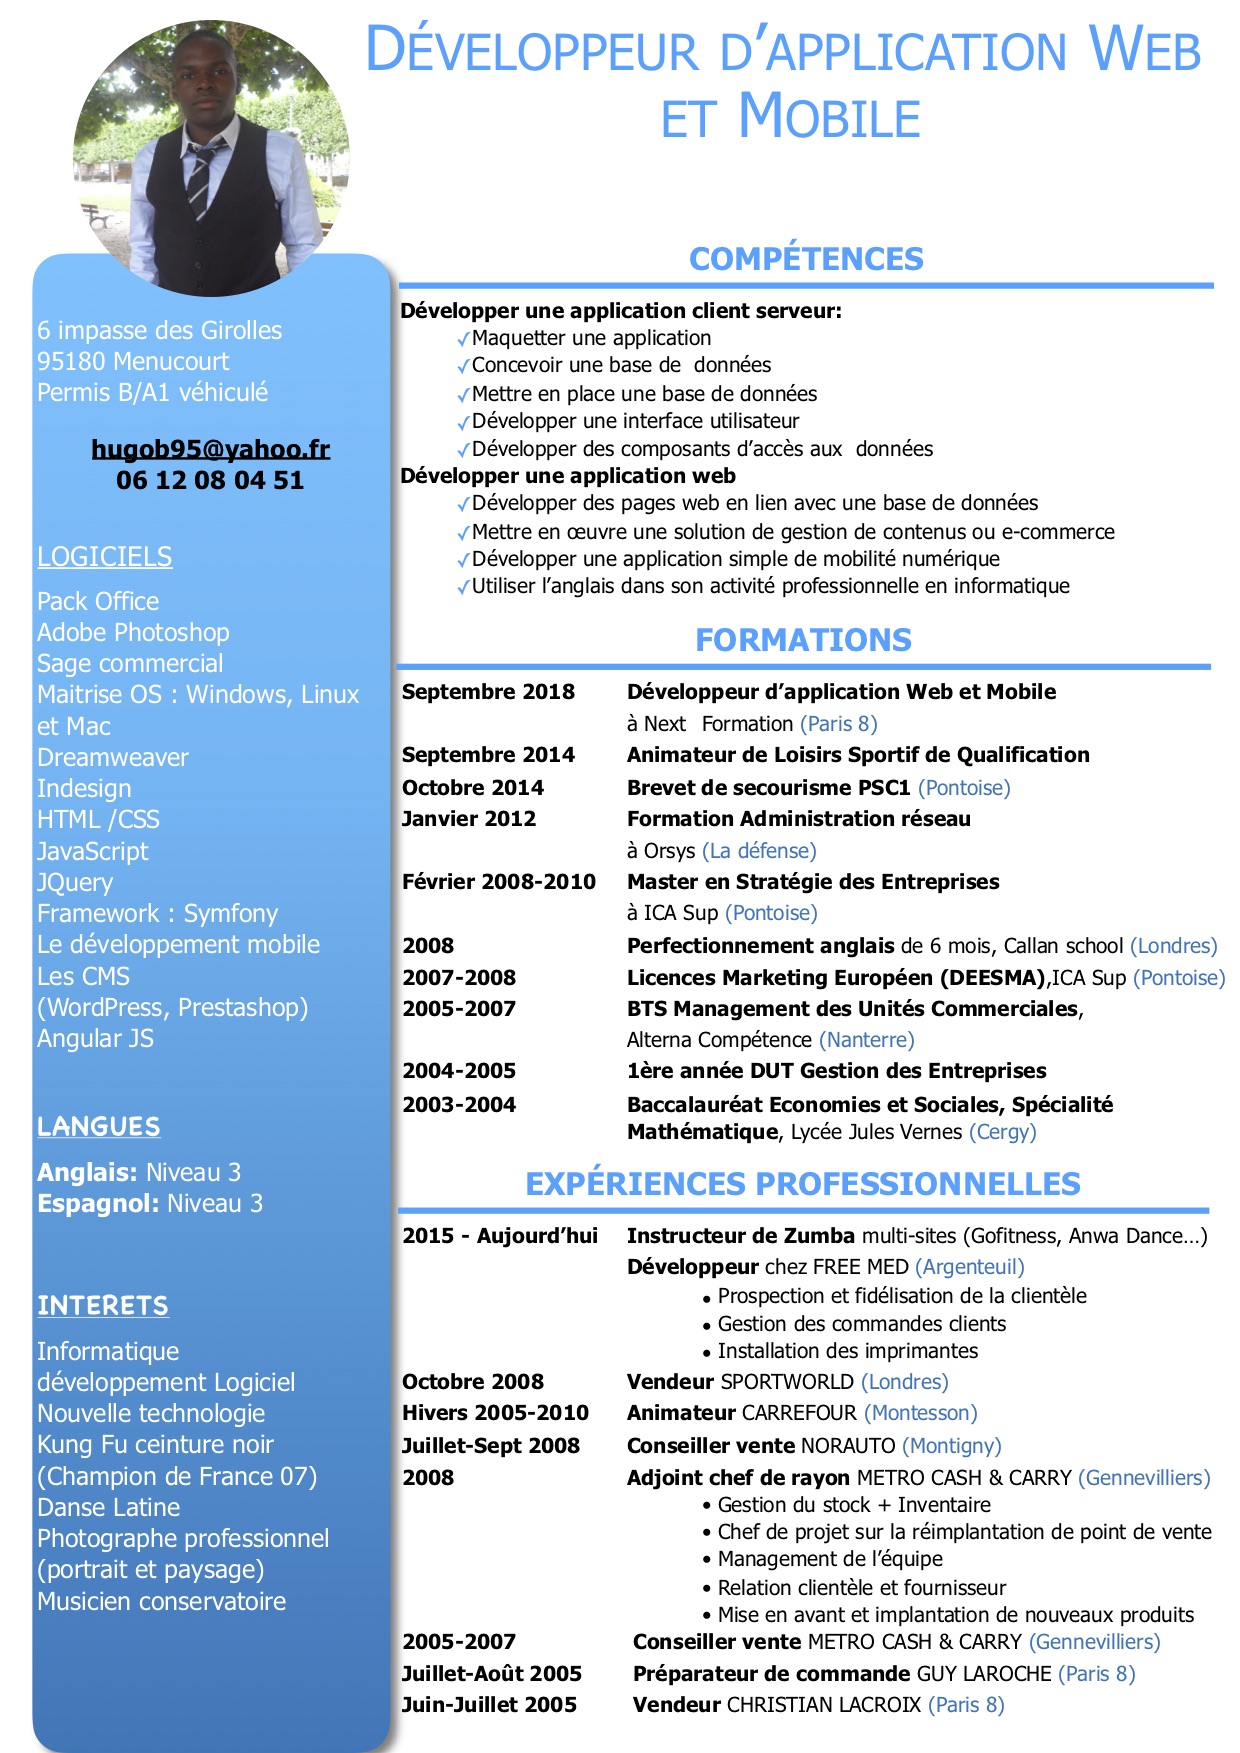 DÉVELOPPEUR D’APPLICATION WEB
ET MOBILE
6 impasse des Girolles
95180 Menucourt
Permis B/A1 véhiculé
hugob95@yahoo.fr
06 12 08 04 51
LOGICIELS
Pack Office
Adobe Photoshop
Sage commercial
Maitrise OS : Windows, Linux
et Mac
Dreamweaver
Indesign
HTML /CSS
JavaScript
JQuery
Framework : Symfony
Le développement mobile
Les CMS
(WordPress, Prestashop)
Angular JS
LANGUES
Anglais: Niveau 3
Espagnol: Niveau 3
INTERETS
Informatique
développement Logiciel
Nouvelle technologie
Kung Fu ceinture noir
(Champion de France 07)
Danse Latine
Photographe professionnel
(portrait et paysage)
Musicien conservatoire
COMPÉTENCES
Développer une application client serveur:
✓Maquetter une application
✓Concevoir une base de données
✓Mettre en place une base de données
✓Développer une interface utilisateur
✓Développer des composants d’accès aux données
Développer une application web
✓Développer des pages web en lien avec une base de données
✓Mettre en œuvre une solution de gestion de contenus ou e-commerce
✓Développer une application simple de mobilité numérique
✓Utiliser l’anglais dans son activité professionnelle en informatique
FORMATIONS
Septembre 2018 Développeur d’application Web et Mobile
à Next Formation (Paris 8)
Septembre 2014 Animateur de Loisirs Sportif de Qualification
Octobre 2014 Brevet de secourisme PSC1 (Pontoise)
Janvier 2012 Formation Administration réseau
à Orsys (La défense)
Février 2008-2010 Master en Stratégie des Entreprises
à ICA Sup (Pontoise)
2008 Perfectionnement anglais de 6 mois, Callan school (Londres)
2007-2008 Licences Marketing Européen (DEESMA),ICA Sup (Pontoise)
2005-2007 BTS Management des Unités Commerciales,
Alterna Compétence (Nanterre)
2004-2005 1ère année DUT Gestion des Entreprises
2003-2004 Baccalauréat Economies et Sociales, Spécialité
Mathématique, Lycée Jules Vernes (Cergy)
EXPÉRIENCES PROFESSIONNELLES
2015 - Aujourd’hui Instructeur de Zumba multi-sites (Gofitness, Anwa Dance…)
Développeur chez FREE MED (Argenteuil)
• Prospection et fidélisation de la clientèle
• Gestion des commandes clients
• Installation des imprimantes
Octobre 2008 Vendeur SPORTWORLD (Londres)
Hivers 2005-2010 Animateur CARREFOUR (Montesson)
Juillet-Sept 2008 Conseiller vente NORAUTO (Montigny)
2008 Adjoint chef de rayon METRO CASH & CARRY (Gennevilliers)
• Gestion du stock + Inventaire
• Chef de projet sur la réimplantation de point de vente
• Management de l’équipe
• Relation clientèle et fournisseur
• Mise en avant et implantation de nouveaux produits
2005-2007 Conseiller vente METRO CASH & CARRY (Gennevilliers)
Juillet-Août 2005 Préparateur de commande GUY LAROCHE (Paris 8)
Juin-Juillet 2005 Vendeur CHRISTIAN LACROIX (Paris 8)